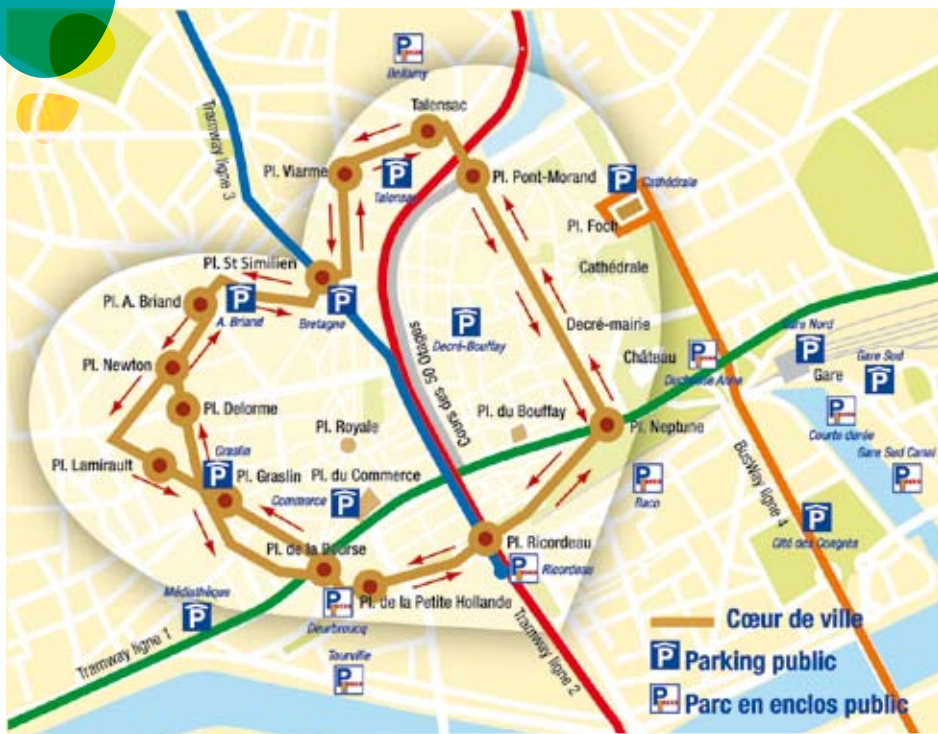 Bellamy
Talensac
Tramway ligne 3
Pl. Viarme
Talensac
Pl. Pont-Morand
Cathédrale
Pl. Foch
Cathédrale
Pl. St Similien
Pl. A. Briand
A. Briand
Bretagne
Decré-Bouffay
Cours des 50 Otages
Decré-mairie
Château
Duchesse Anne
Gare Nord
Gare Sud
Gare
Courte durée
Gare Sud Canal
Pl. Newton
Pl. Delorme
Pl. Royale
Pl. du Bouffay
Pl. Neptune
BusWay ligne 4
Pl. Lamirault
Graslin
Pl. Graslin
Pl. du Commerce
Commerce
Baco
Cité des Congrès
Pl. de la Bourse
Pl. Ricordeau
Ricordeau
Médiathèque
Pl. de la Petite Hollande
Tramway ligne 1
Tramway ligne 2
Tourville
Cœur de ville
P Parking public
P Parc en enclos public